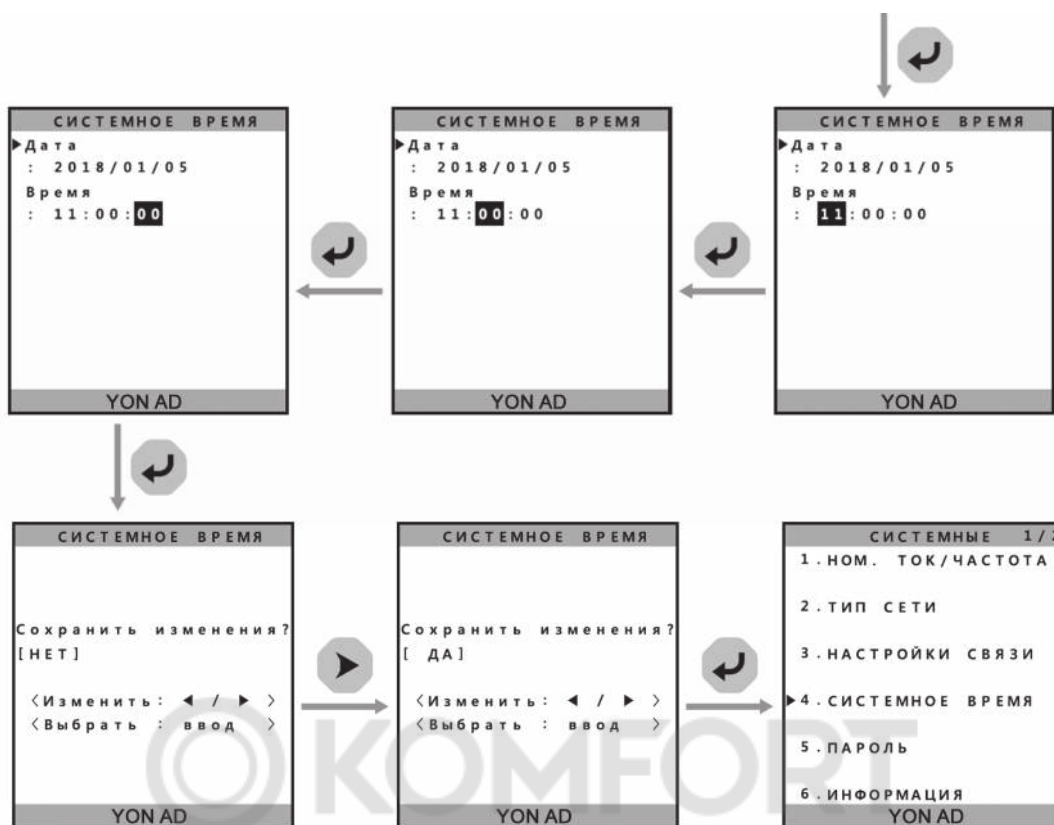 СИСТЕМНОЕ ВРЕМЯ
▶Дата
: 2018/01/05
Время
: 11:00:00
YON AD
СИСТЕМНОЕ ВРЕМЯ
▶Дата
: 2018/01/05
Время
: 11:00:00
YON AD
СИСТЕМНОЕ ВРЕМЯ
▶Дата
: 2018/01/05
Время
: 11:00:00
YON AD
СИСТЕМНОЕ ВРЕМЯ
Сохранить изменения?
[НЕТ]
<Изменить: ◀ / ▶ >
<Выбрать : ввод >
YON AD
СИСТЕМНОЕ ВРЕМЯ
Сохранить изменения?
[ ДА]
<Изменить: ◀ / ▶ >
<Выбрать : ввод >
YON AD
СИСТЕМНЫЕ 1/
1.НОМ. ТОК/ЧАСТОТА
2.ТИП СЕТИ
3.НАСТРОЙКИ СВЯЗИ
▶4.СИСТЕМНОЕ ВРЕМЯ
5.ПАРОЛЬ
6.ИНФОРМАЦИЯ
YON AD
KOMFORT